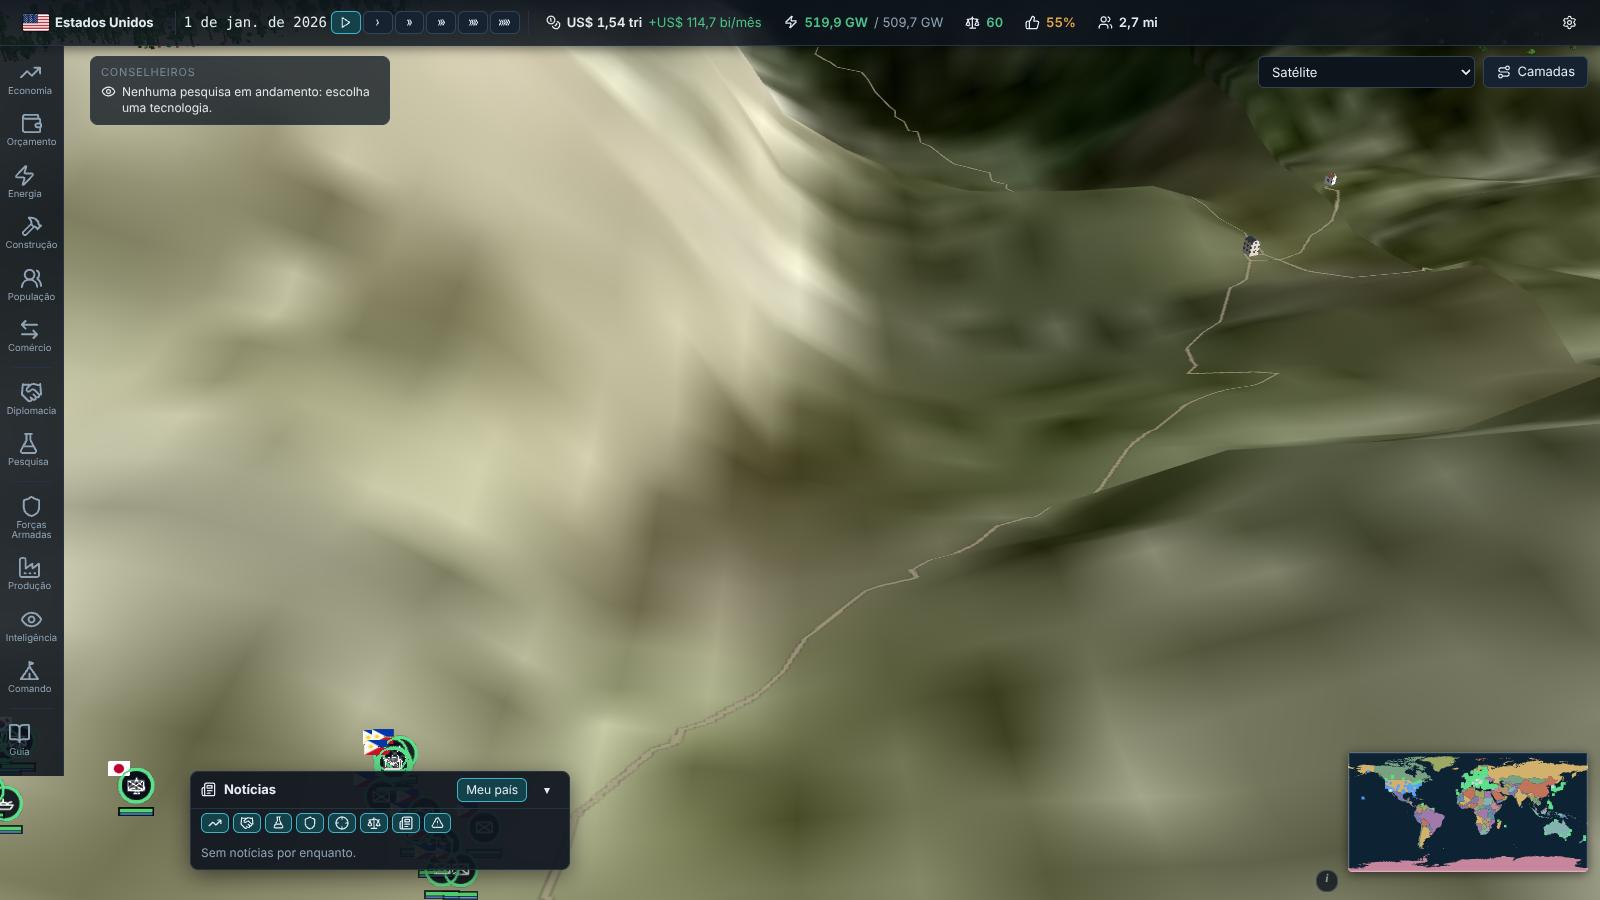 Estados Unidos
1 de jan. de 2026
US$ 1,54 tri +US$ 114,7 bi/mês
519,9 GW / 509,7 GW
60
55%
2,7 mi
Economia
Orçamento
Energia
Construção
População
Comércio
Diplomacia
Pesquisa
Forças
Armadas
Produção
Inteligência
Comando
Guia
CONSELHEIROS
Nenhuma pesquisa em andamento: escolha
uma tecnologia.
Satélite
Camadas
Notícias
Meu país
Sem notícias por enquanto.
i